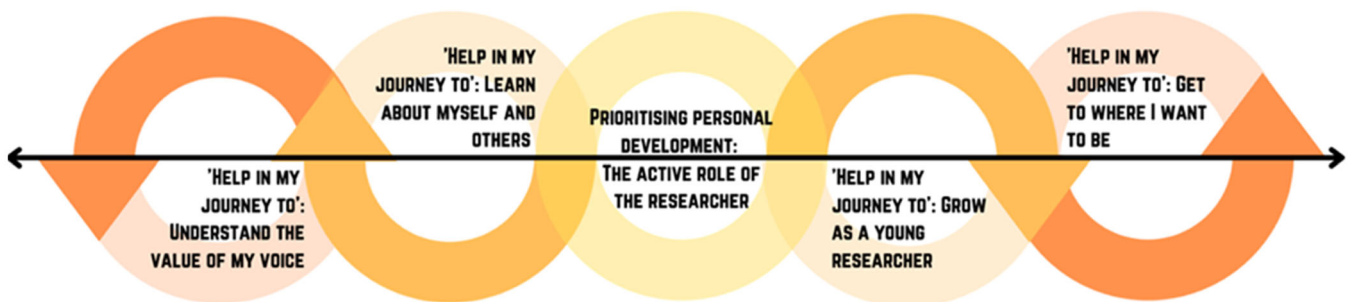 'HELP IN MY
JOURNEY TO':
UNDERSTAND THE
VALUE OF MY VOICE
'HELP IN MY
JOURNEY TO': LEARN
ABOUT MYSELF AND
OTHERS
PRIORITISING PERSONAL
DEVELOPMENT:
THE ACTIVE ROLE OF
THE RESEARCHER
'HELP IN MY
JOURNEY TO': GROW
AS A YOUNG
RESEARCHER
'HELP IN MY
JOURNEY TO': GET
TO WHERE I WANT
TO BE